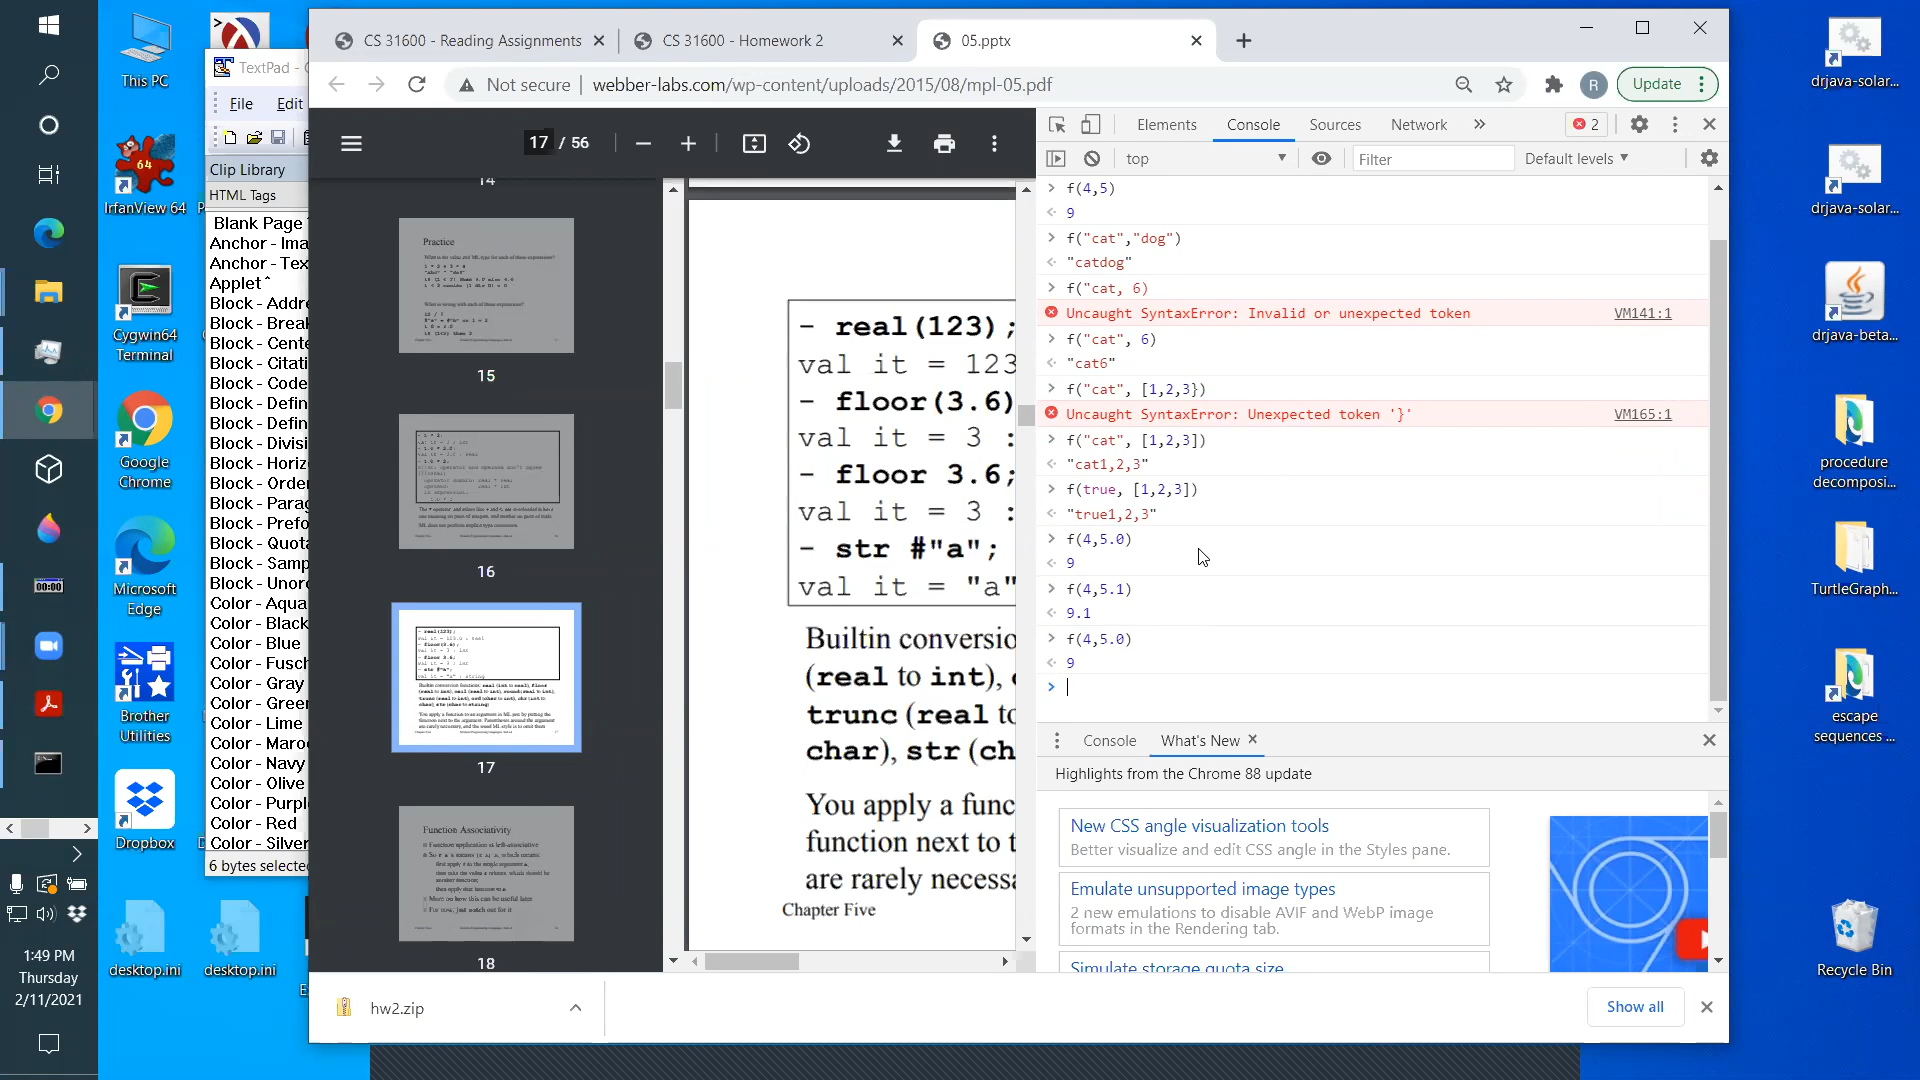 This PC
IrfanView 64
Cygwin64
Terminal
Google
Chrome
Microsoft
Edge
Brother
Utilities
Dropbox
desktop.ini
desktop.ini
1:49 PM
Thursday
2/11/2021
00:00
TextPad -
File Edit
Clip Library
HTML Tags
Blank Page
Anchor - Ima
Anchor - Tex
Applet ^
Block - Addre
Block - Break
Block - Cente
Block - Citati
Block - Code
Block - Defin
Block - Defin
Block - Divisi
Block - Horiz
Block - Order
Block - Parag
Block - Prefo
Block - Quota
Block - Samp
Block - Unord
Color - Aqua
Color - Black
Color - Blue
Color - Fusch
Color - Gray
Color - Green
Color - Lime
Color - Maroo
Color - Navy
Color - Olive
Color - Purple
Color - Red
Color - Silver
6 bytes selected
CS 31600 - Reading Assignments
CS 31600 - Homework 2
05.pptx
Not secure
webber-labs.com/wp-content/uploads/2015/08/mpl-05.pdf
R
Update
17 / 56
14
Practice
15
16
17
Function Associativity
18
- real(123);
val it = 123
- floor(3.6)
val it = 3 :
- floor 3.6;
val it = 3 :
- str #"a";
val it = "a"
Builtin conversio
(real to int),
trunc (real to
char), str (ch
You apply a func
function next to t
are rarely necessa
Chapter Five
Elements Console Sources Network » 2
top Filter Default levels
f(4,5)
9
f("cat","dog")
"catdog"
f("cat, 6)
Uncaught SyntaxError: Invalid or unexpected token VM141:1
f("cat", 6)
"cat6"
f("cat", [1,2,3})
Uncaught SyntaxError: Unexpected token '}' VM165:1
f("cat", [1,2,3])
"cat1,2,3"
f(true, [1,2,3])
"true1,2,3"
f(4,5.0)
9
f(4,5.1)
9.1
f(4,5.0)
9
Console What's New
Highlights from the Chrome 88 update
New CSS angle visualization tools
Better visualize and edit CSS angle in the Styles pane.
Emulate unsupported image types
2 new emulations to disable AVIF and WebP image
formats in the Rendering tab.
Simulate storage quota size
hw2.zip
Show all
drjava-solar...
drjava-solar...
drjava-beta...
procedure
decomposi...
TurtleGraph...
escape
sequences ...
Recycle Bin